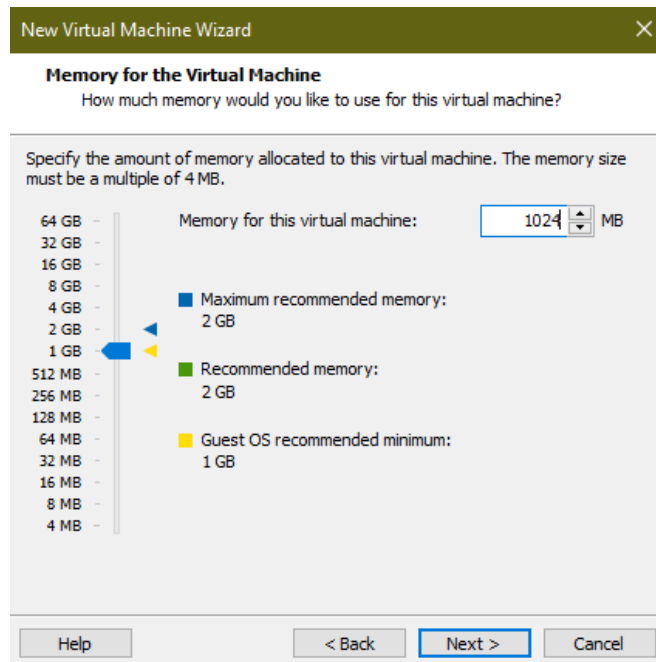 New Virtual Machine Wizard
Memory for the Virtual Machine
How much memory would you like to use for this virtual machine?
Specify the amount of memory allocated to this virtual machine. The memory size
must be a multiple of 4 MB.
Memory for this virtual machine: 1024 MB
64 GB
32 GB
16 GB
8 GB
4 GB
2 GB
1 GB
512 MB
256 MB
128 MB
64 MB
32 MB
16 MB
8 MB
4 MB
Maximum recommended memory:
2 GB
Recommended memory:
2 GB
Guest OS recommended minimum:
1 GB
Help
< Back
Next >
Cancel